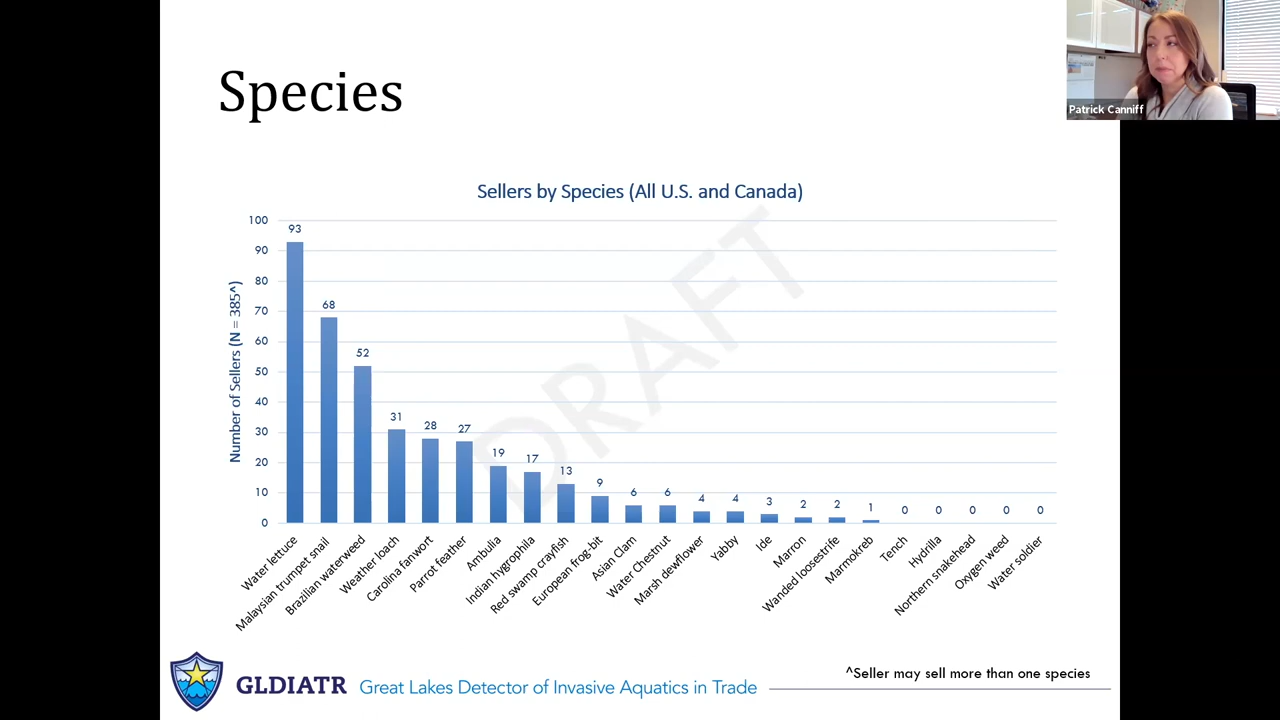 Species
Patrick Canniff
Sellers by Species (All U.S. and Canada)
Number of Sellers (N = 385^)
100
90
80
70
60
50
40
30
20
10
0
93
68
52
31
28
27
19
17
13
9
6
6
4
4
3
2
2
1
0
0
0
0
0
Water lettuce
Malaysian trumpet snail
Brazilian waterweed
Weather loach
Carolina fanwort
Parrot feather
Ambulia
Indian hygrophila
Red swamp crayfish
European frog-bit
Asian Clam
Water Chestnut
Marsh dewflower
Yabby
Ide
Marron
Wanded loosestrife
Marmokreb
Tench
Hydrilla
Northern snakehead
Oxygen weed
Water soldier
DRAFT
^Seller may sell more than one species
GLDIATR Great Lakes Detector of Invasive Aquatics in Trade